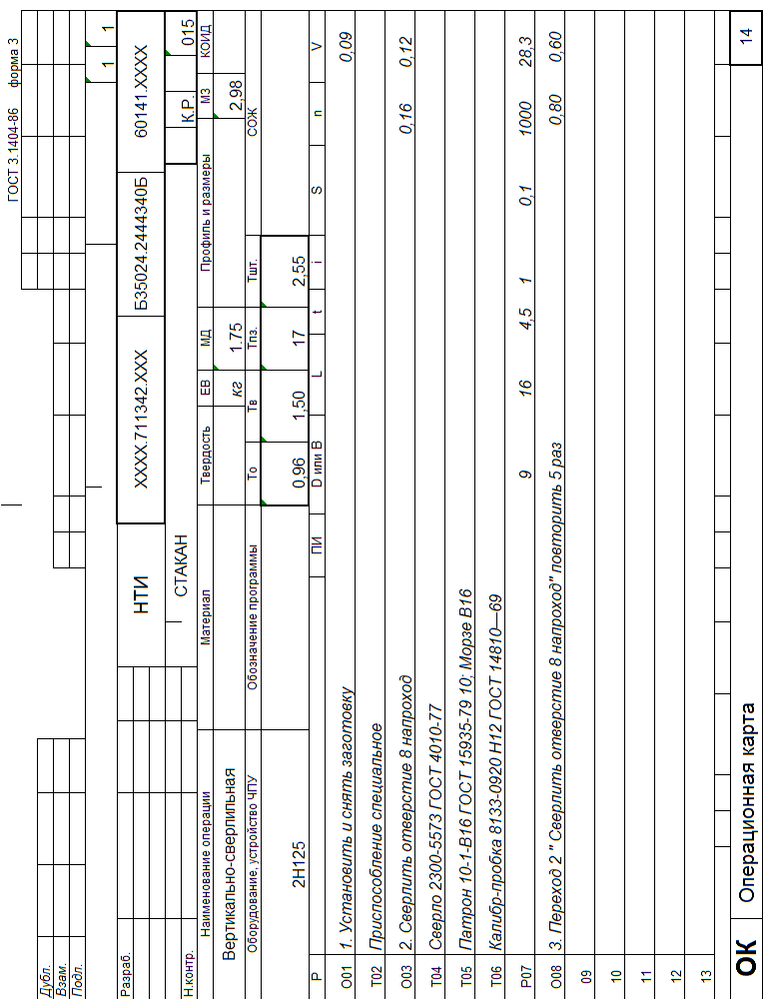 ГОСТ 3.1404-86 форма 3
Дубл.
Взам.
Подл.
1 1
Разраб. НТИ ХХХХ.711342.ХХХ Б35024.2444340Б 60141.ХХХХ
Н.контр. СТАКАН К.Р. 015
Наименование операции Материал Твердость ЕВ МД Профиль и размеры МЗ КОИД
Вертикально-сверлильная кг 1.75 2,98
Оборудование, устройство ЧПУ Обозначение программы То Тв Тпз. Тшт. СОЖ
2Н125 0,96 1,50 17 2,55
Р ПИ D или В L t i S n V
О01 1. Установить и снять заготовку 0,09
Т02 Приспособление специальное
О03 2. Сверлить отверстие 8 напроход 0,16 0,12
Т04 Сверло 2300-5573 ГОСТ 4010-77
Т05 Патрон 10-1-В16 ГОСТ 15935-79 10; Морзе В16
Т06 Калибр-пробка 8133-0920 Н12 ГОСТ 14810—69
Р07 9 16 4,5 1 0,1 1000 28,3
О08 3. Переход 2 " Сверлить отверстие 8 напроход" повторить 5 раз 0,80 0,60
09
10
11
12
13
ОК Операционная карта 14